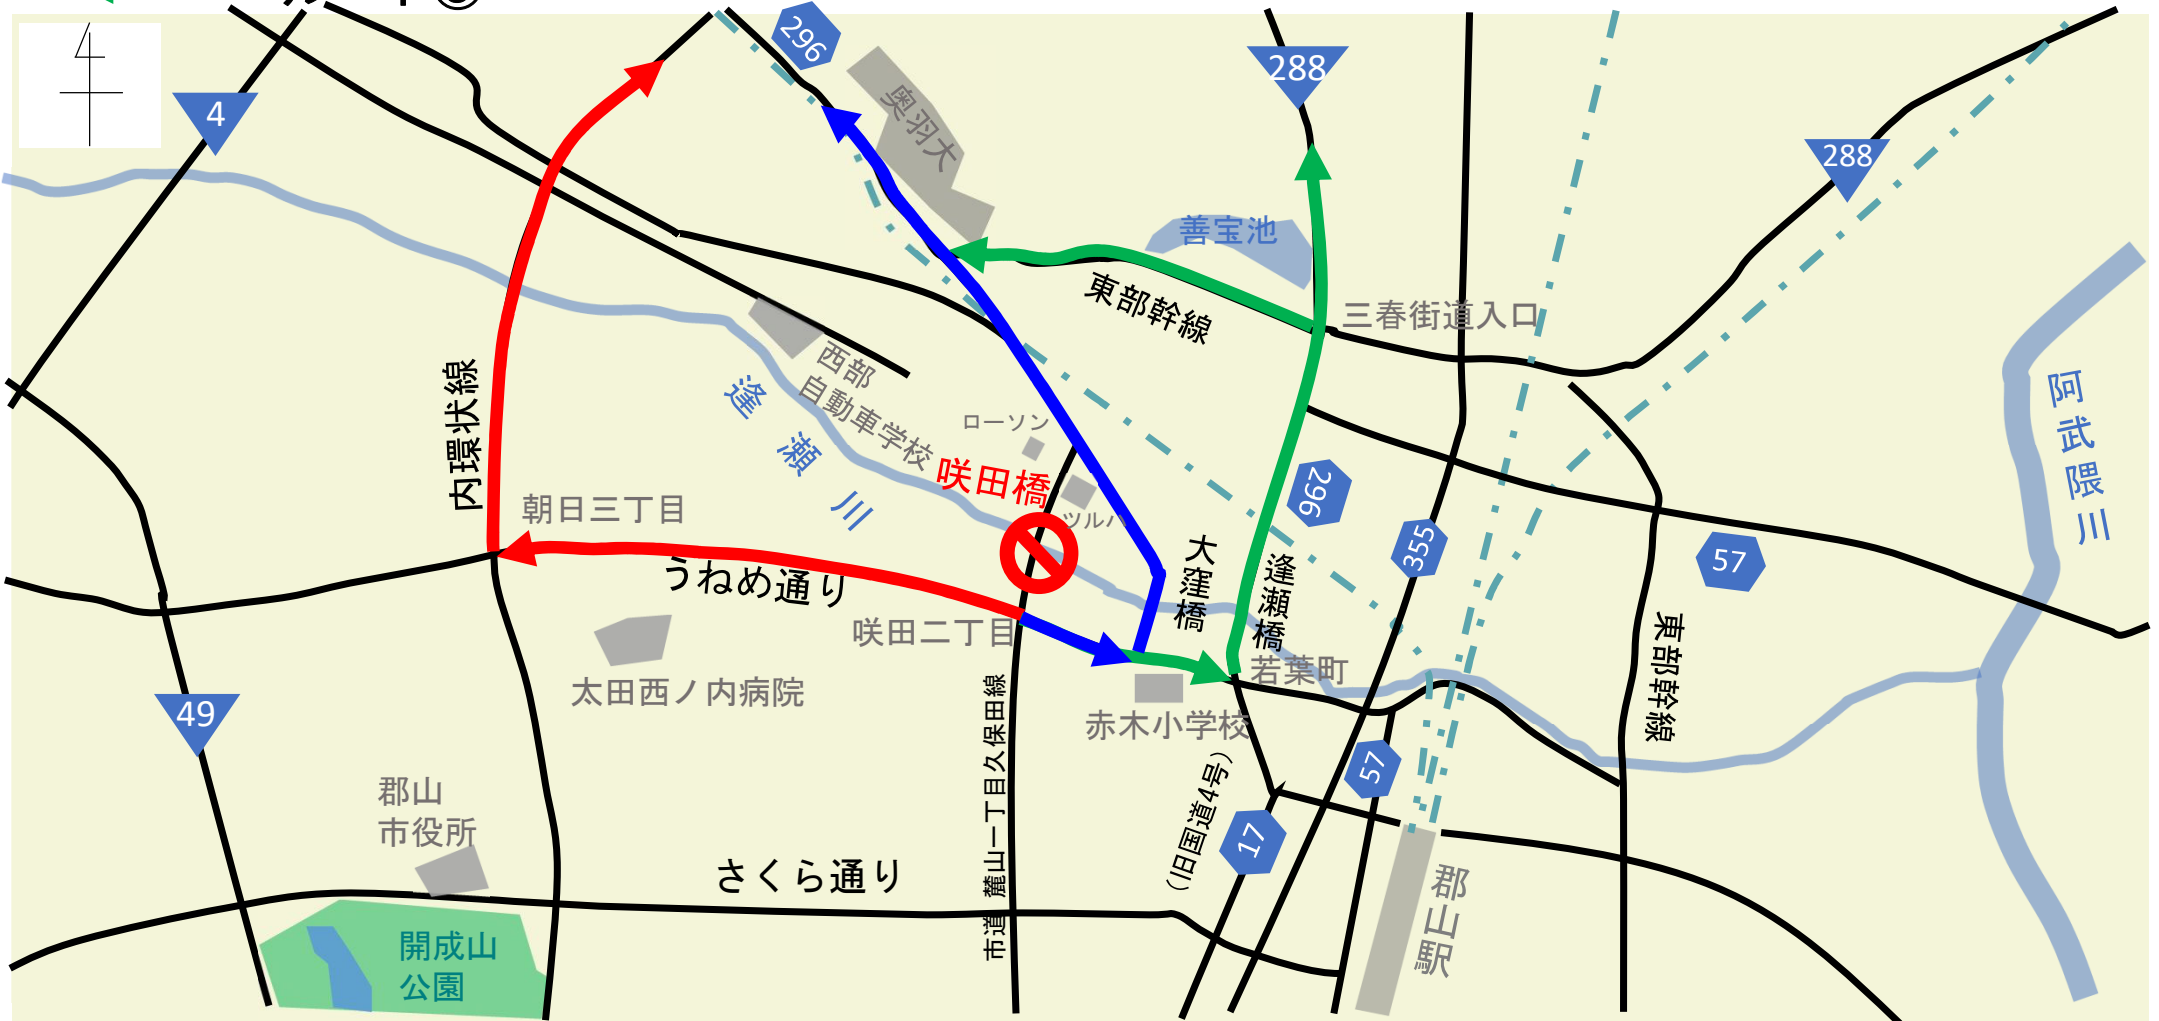 296
288
4
奥羽大
288
善宝池
東部幹線
三春街道入口
西部
自動車学校
内環状線
逢瀬川
阿武隈川
ローソン
咲田橋
296
朝日三丁目
ツルハ
355
57
大窪橋
逢瀬橋
うねめ通り
咲田二丁目
若葉町
東部幹線
太田西ノ内病院
49
赤木小学校
市道 麓山一丁目久保田線
(旧国道4号)
57
郡山
市役所
17
さくら通り
郡山駅
開成山
公園